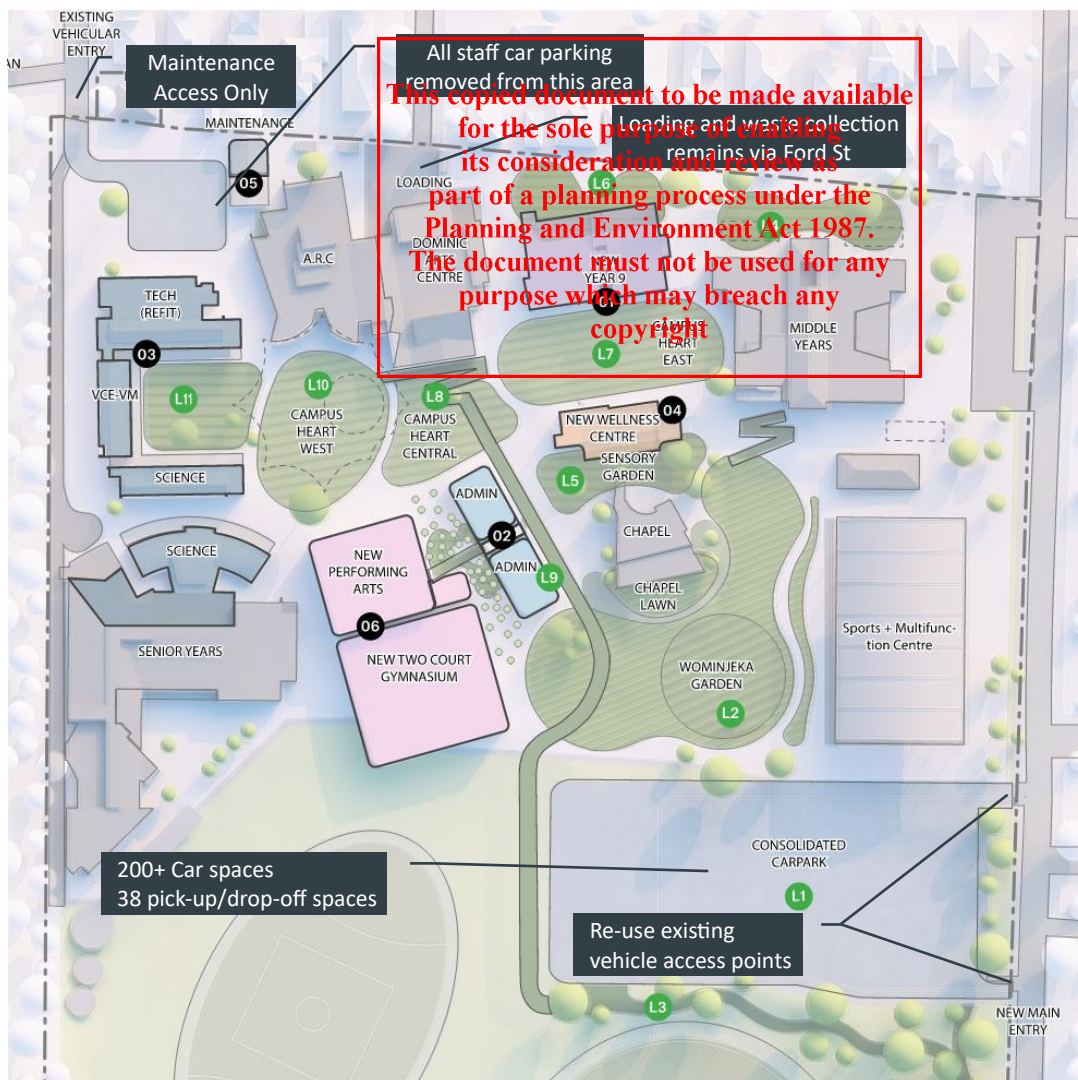 EXISTING
VEHICULAR
ENTRY
AN
Maintenance
Access Only
All staff car parking
removed from this area
This copied document to be made available
for the sole purpose of enabling
its consideration and review as
part of a planning process under the
Planning and Environment Act 1987.
The document must not be used for any
purpose which may breach any
copyright
Loading and waste collection
remains via Ford St
MAINTENANCE
05
LOADING
L6
L4
A.R.C
DOMINIC
ARTS
CENTRE
NEW
YEAR 9
01
TECH
(REFIT)
03
CAMPUS
HEART
EAST
L7
MIDDLE
YEARS
VCE-VM
L11
L10
CAMPUS
HEART
WEST
L8
CAMPUS
HEART
CENTRAL
NEW WELLNESS
CENTRE
04
SENSORY
GARDEN
L5
SCIENCE
ADMIN
02
ADMIN
L9
CHAPEL
CHAPEL
LAWN
SCIENCE
NEW
PERFORMING
ARTS
06
SENIOR YEARS
NEW TWO COURT
GYMNASIUM
WOMINJEKA
GARDEN
L2
Sports + Multifunc-
tion Centre
CONSOLIDATED
CARPARK
L1
200+ Car spaces
38 pick-up/drop-off spaces
Re-use existing
vehicle access points
L3
NEW MAIN
ENTRY